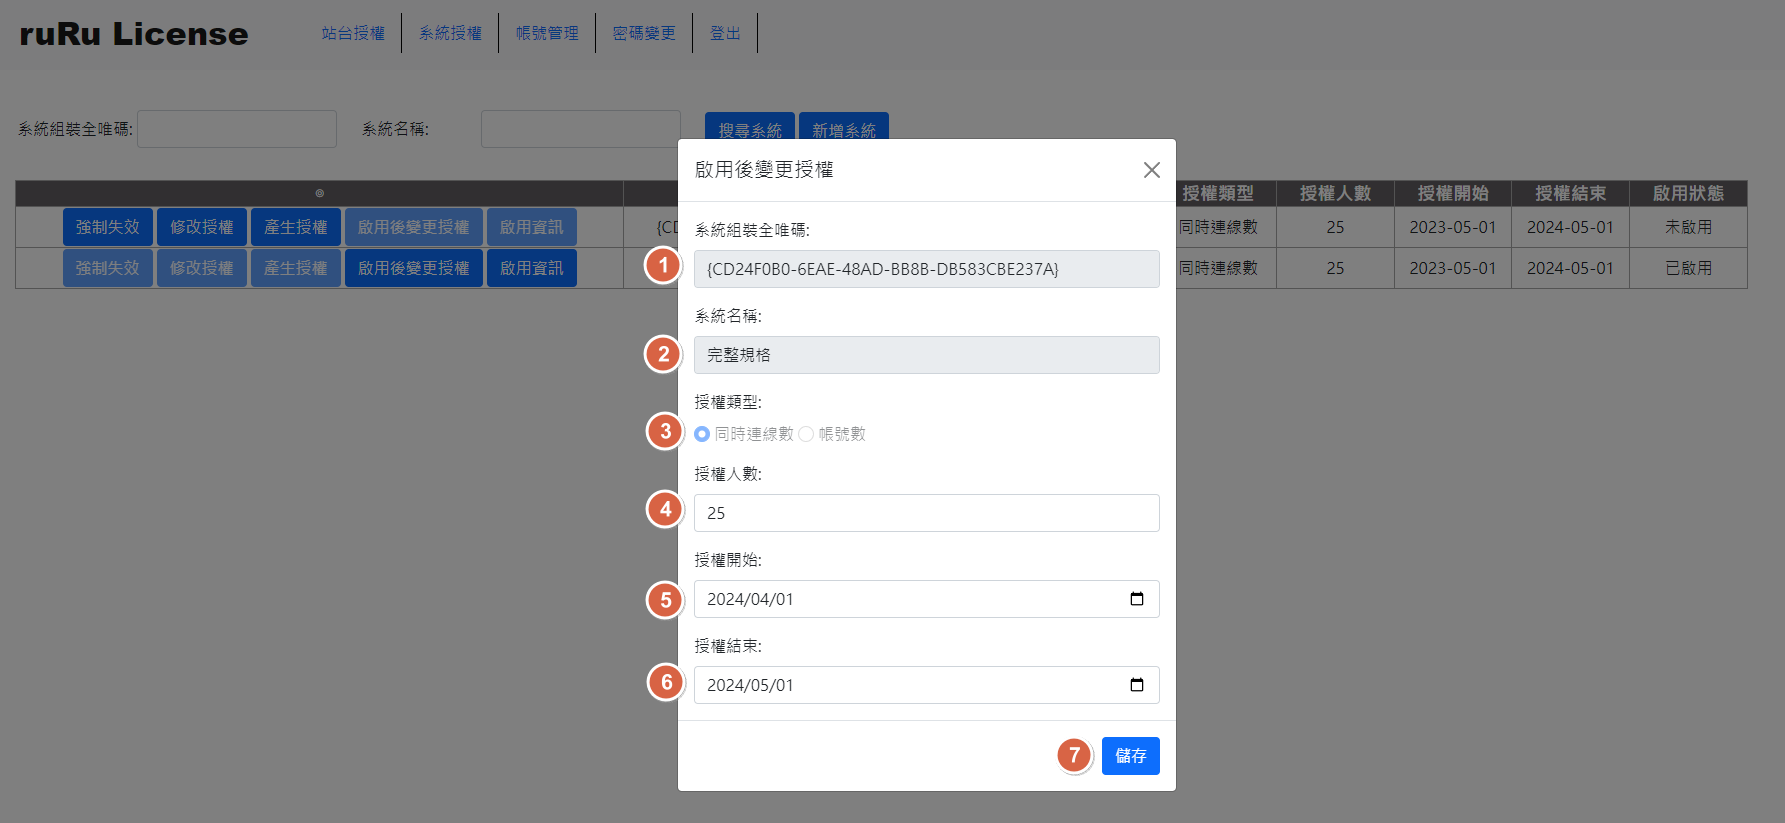 ruRu License 站台授權 系統授權 帳號管理 密碼變更 登出
系統組裝全唯碼: 系統名稱: 搜尋系統 新增系統
@ 授權類型 授權人數 授權開始 授權結束 啟用狀態
強制失效 修改授權 產生授權 啟用後變更授權 啟用資訊 {CD 同時連線數 25 2023-05-01 2024-05-01 未啟用
強制失效 修改授權 產生授權 啟用後變更授權 啟用資訊 同時連線數 25 2023-05-01 2024-05-01 已啟用
啟用後變更授權
系統組裝全唯碼:
1 {CD24F0B0-6EAE-48AD-BB8B-DB583CBE237A}
系統名稱:
2 完整規格
授權類型:
3 同時連線數 帳號數
授權人數:
4 25
授權開始:
5 2024/04/01
授權結束:
6 2024/05/01
7 儲存